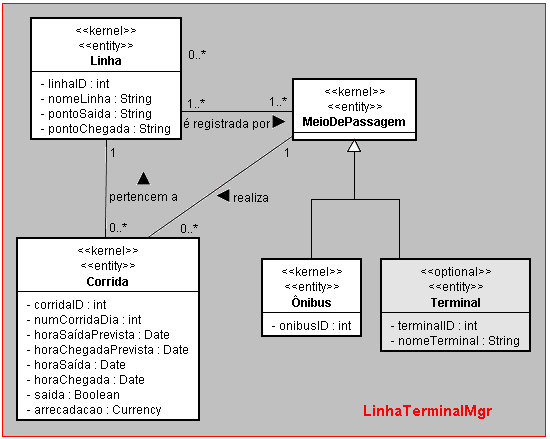 <<kernel>>
<<entity>>
Linha
- linhaID : int
- nomeLinha : String
- pontoSaida : String
- pontoChegada : String
0..*
1..*
1..*
é registrada por
<<kernel>>
<<entity>>
MeioDePassagem
1
1
pertencem a
realiza
0..*
0..*
<<kernel>>
<<entity>>
Corrida
- corridaID : int
- numCorridaDia : int
- horaSaídaPrevista : Date
- horaChegadaPrevista : Date
- horaSaída : Date
- horaChegada : Date
- saida : Boolean
- arrecadacao : Currency
<<kernel>>
<<entity>>
Ônibus
- onibusID : int
<<optional>>
<<entity>>
Terminal
- terminalID : int
- nomeTerminal : String
LinhaTerminalMgr